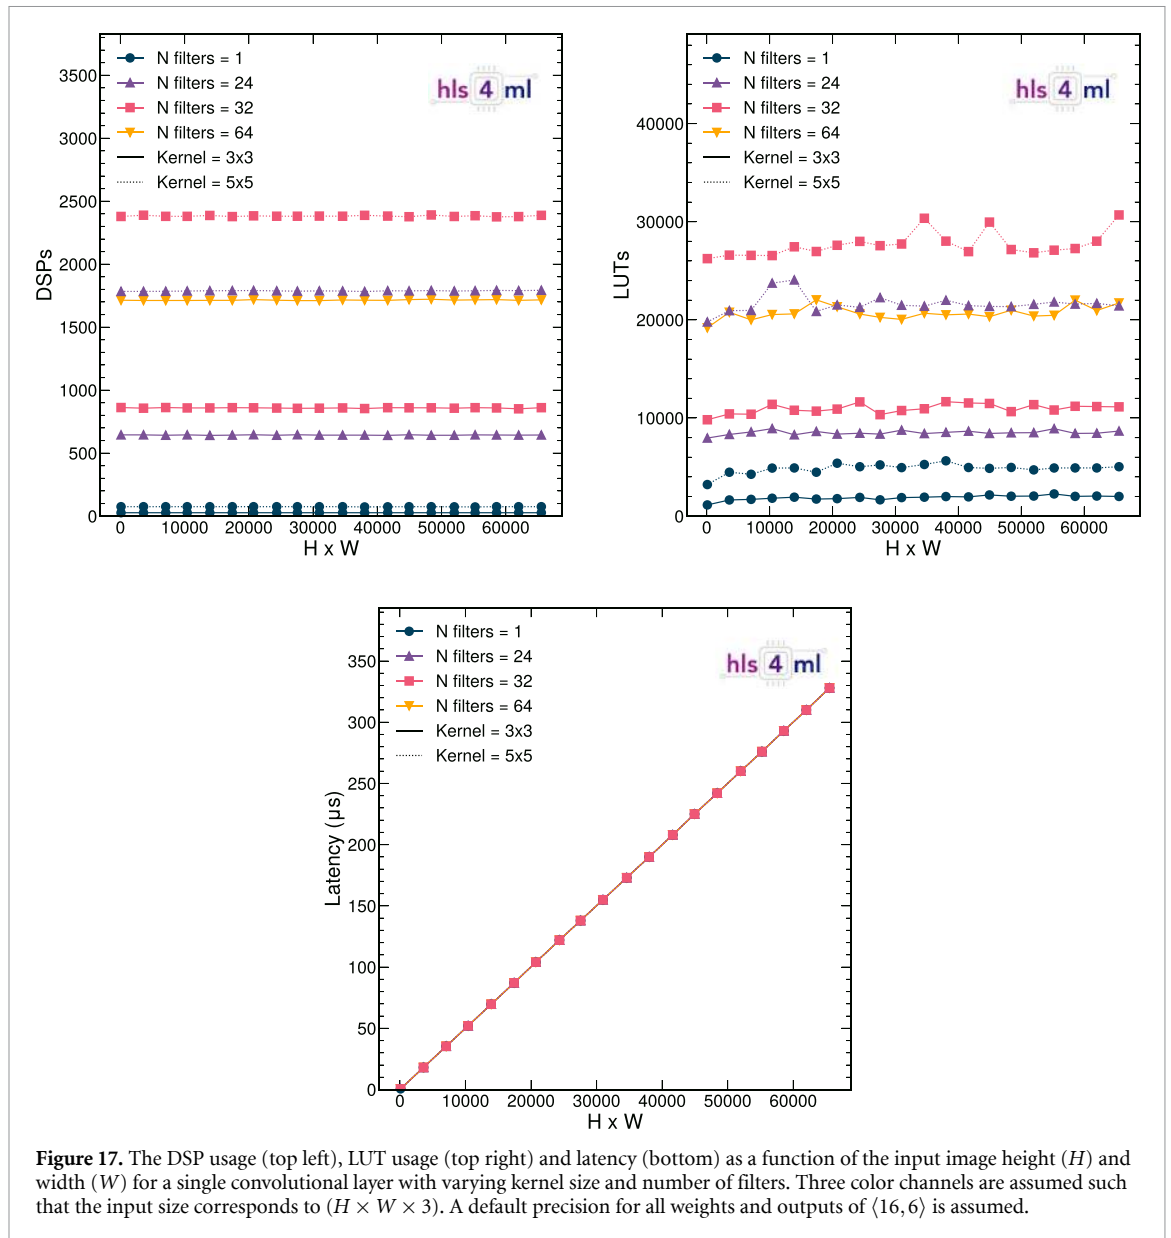 N filters = 1
N filters = 24
N filters = 32
N filters = 64
Kernel = 3x3
Kernel = 5x5
hls 4 ml
3500
3000
2500
2000
1500
1000
500
0
DSPs
0 10000 20000 30000 40000 50000 60000
H x W
N filters = 1
N filters = 24
N filters = 32
N filters = 64
Kernel = 3x3
Kernel = 5x5
hls 4 ml
40000
30000
20000
10000
0
LUTs
0 10000 20000 30000 40000 50000 60000
H x W
N filters = 1
N filters = 24
N filters = 32
N filters = 64
Kernel = 3x3
Kernel = 5x5
hls 4 ml
350
300
250
200
150
100
50
0
Latency (μs)
0 10000 20000 30000 40000 50000 60000
H x W
Figure 17. The DSP usage (top left), LUT usage (top right) and latency (bottom) as a function of the input image height (H) and
width (W) for a single convolutional layer with varying kernel size and number of filters. Three color channels are assumed such
that the input size corresponds to (H × W × 3). A default precision for all weights and outputs of ⟨16,6⟩ is assumed.